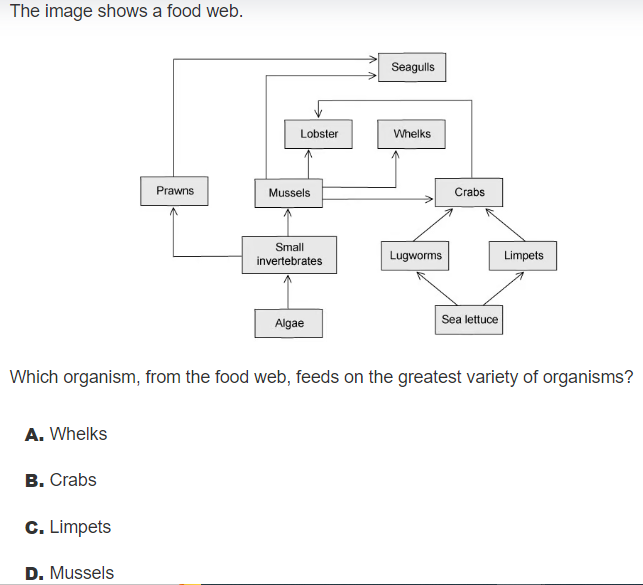 The image shows a food web.
Seagulls
Lobster
Whelks
Prawns
Mussels
Crabs
Small
invertebrates
Lugworms
Limpets
Algae
Sea lettuce
Which organism, from the food web, feeds on the greatest variety of organisms?
A. Whelks
B. Crabs
C. Limpets
D. Mussels